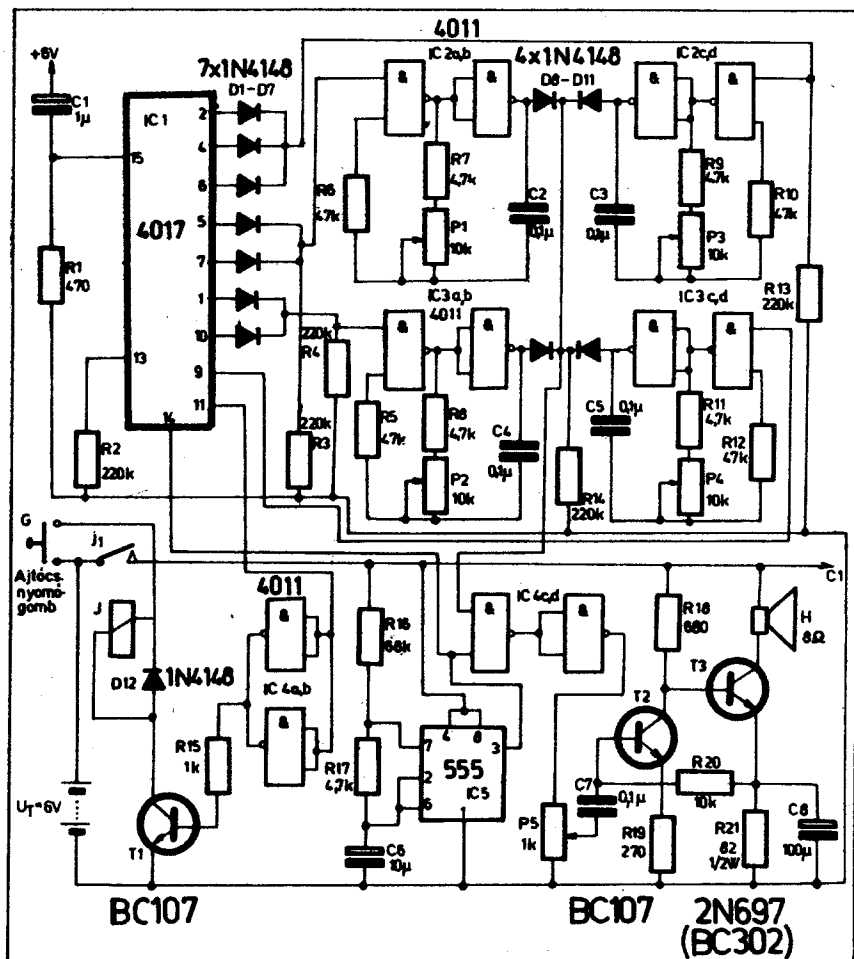 4011
+6V
7x1N4148
D1-D7
IC 2a,b
4x1N4148
D8-D11
IC 2c,d
C1
1µ
IC 1
15
4017
2
4
6
5
7
1
10
9
11
13
14
&
&
&
&
R6
47k
R7
4,7k
P1
10k
C2
0,1µ
C3
0,1µ
R9
4,7k
P3
10k
R10
47k
R1
470
R13
220k
IC3 a,b
4011
IC 3 c,d
220k
R4
&
&
&
&
R5
47k
R8
4,7k
P2
10k
C4
0,1µ
C5
0,1µ
R11
4,7k
P4
10k
R12
47k
R2
220k
220k
R3
R14
220k
G
j1
Ajtócs.
nyomó-
gomb
C1
J
4011
&
IC 4a,b
&
D12
1N4148
R15
1k
R16
68k
R17
4,7k
IC 4c,d
&
&
4
8
7
3
2
555
6
IC5
1
R18
680
H
8Ω
T3
T2
C7
0,1µ
R20
10k
P5
1k
R19
270
R21
82
1/2W
C8
100µ
UT=6V
T1
C6
10µ
BC107
BC107
2N697
(BC302)